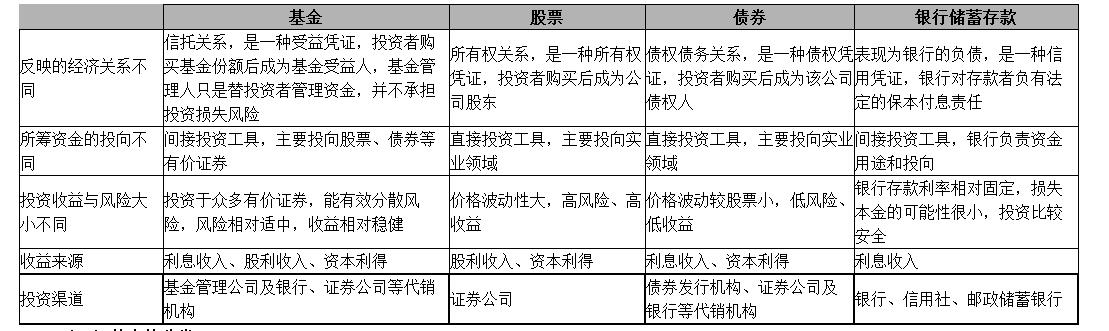 基金 股票 债券 银行储蓄存款
反映的经济关系不同
信托关系，是一种受益凭证，投资者购
买基金份额后成为基金受益人，基金管
理人只是替投资者管理资金，并不承担
投资损失风险
所有权关系，是一种所有权
凭证，投资者购买后成为公
司股东
债权债务关系，是一种债权凭
证，投资者购买后成为该公司
债权人
表现为银行的负债，是一种信
用凭证，银行对存款者负有法
定的保本付息责任
所筹资金的投向不
同
间接投资工具，主要投向股票、债券等
有价证券
直接投资工具，主要投向实
业领域
直接投资工具，主要投向实业
领域
间接投资工具，银行负责资金
用途和投向
投资收益与风险大
小不同
投资于众多有价证券，能有效分散风
险，风险相对适中，收益相对稳健
价格波动性大，高风险、高
收益
价格波动较股票小，低风险、
低收益
银行存款利率相对固定，损失
本金的可能性很小，投资比较
安全
收益来源
利息收入、股利收入、资本利得
股利收入、资本利得
利息收入、资本利得
利息收入
投资渠道
基金管理公司及银行、证券公司等代销
机构
证券公司
债券发行机构、证券公司及
银行等代销机构
银行、信用社、邮政储蓄银行